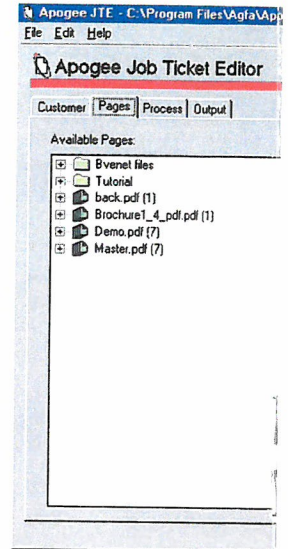 Apogee JTE - C:\Program Files\Agfa\App
File Edit Help
Apogee Job Ticket Editor
Customer Pages Process Output
Available Pages:
Bvenet files
Tutorial
back.pdf (1)
Brochure1_4_pdf.pdf (1)
Demo.pdf (7)
Master.pdf (7)